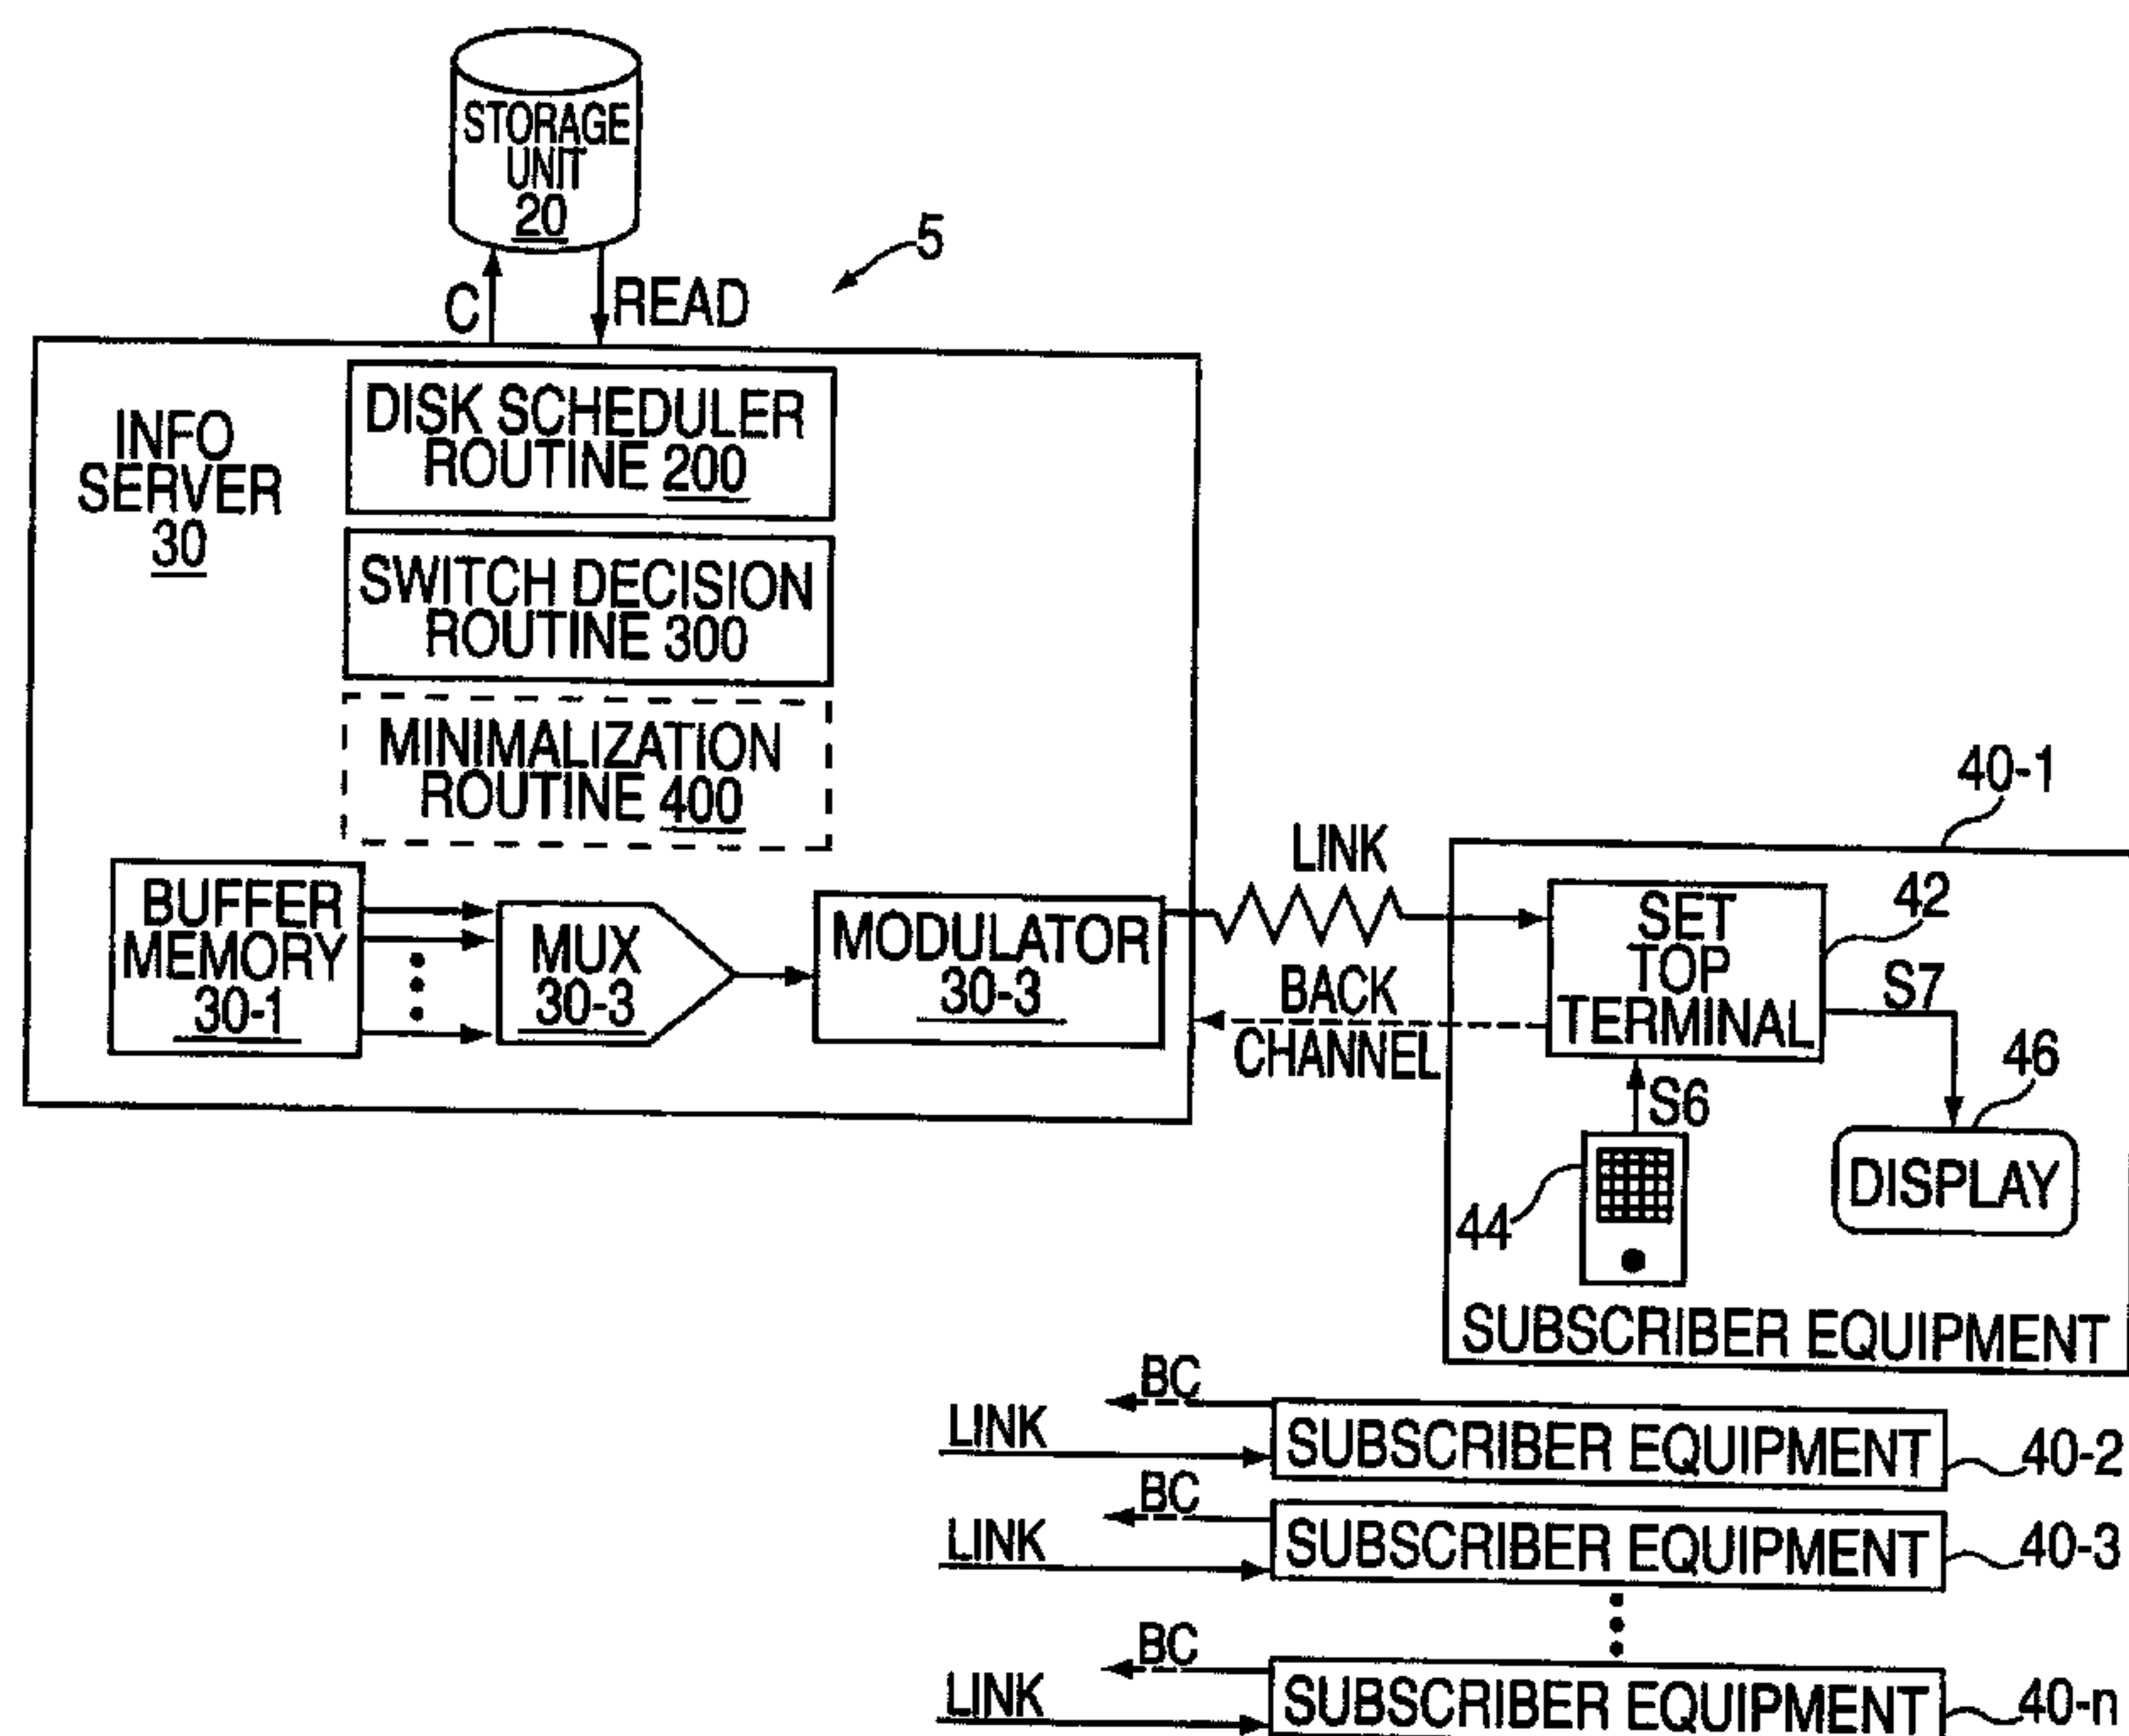 STORAGE
UNIT
20
5
C
READ
INFO
SERVER
30
DISK SCHEDULER
ROUTINE 200
SWITCH DECISION
ROUTINE 300
MINIMALIZATION
ROUTINE 400
BUFFER
MEMORY
30-1
MUX
30-3
MODULATOR
30-3
LINK
BACK
CHANNEL
40-1
SET
TOP
TERMINAL
42
S7
46
S6
44
DISPLAY
SUBSCRIBER EQUIPMENT
BC
LINK
SUBSCRIBER EQUIPMENT
40-2
BC
LINK
SUBSCRIBER EQUIPMENT
40-3
BC
LINK
SUBSCRIBER EQUIPMENT
40-n